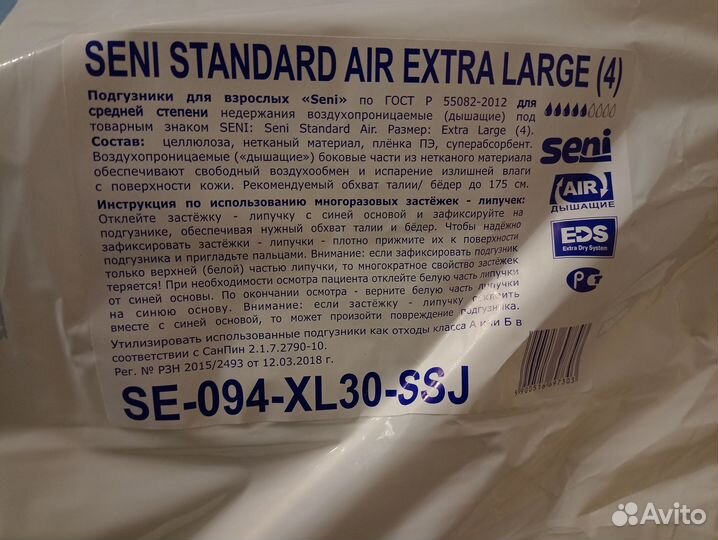 SENI STANDARD AIR EXTRA LARGE (4)
Подгузники для взрослых «Seni» по ГОСТ Р 55082-2012 для
средней степени недержания воздухопроницаемые (дышащие) под
товарным знаком SENI: Seni Standard Air. Размер: Extra Large (4).
Состав: целлюлоза, нетканый материал, плёнка ПЭ, суперабсорбент.
Воздухопроницаемые («дышащие») боковые части из нетканого материала
обеспечивают свободный воздухообмен и испарение излишней влаги
с поверхности кожи. Рекомендуемый обхват талии/ бёдер до 175 см.
Инструкция по использованию многоразовых застёжек - липучек:
Отклейте застёжку - липучку с синей основой и зафиксируйте на
подгузнике, обеспечивая нужный обхват талии и бёдер. Чтобы надёжно
зафиксировать застёжки - липучки - плотно прижмите их к поверхности
подгузника и пригладьте пальцами. Внимание: если зафиксировать подгузник
только верхней (белой) частью липучки, то многократное свойство застёжек
теряется! При необходимости осмотра пациента отклейте белую часть липучки
от синей основы. По окончании осмотра - верните белую часть липучки
на синюю основу. Внимание: если застёжку - липучку отклеить
вместе с синей основой, то может произойти повреждение подгузника.
Утилизировать использованные подгузники как отходы класса А или Б в
соответствии с СанПин 2.1.7.2790-10.
Рег. № РЗН 2015/2493 от 12.03.2018 г.
SE-094-XL30-SSJ
seni
AIR
ДЫШАЩИЕ
EDS
Extra Dry System
РСТ
5900516697303
Avito